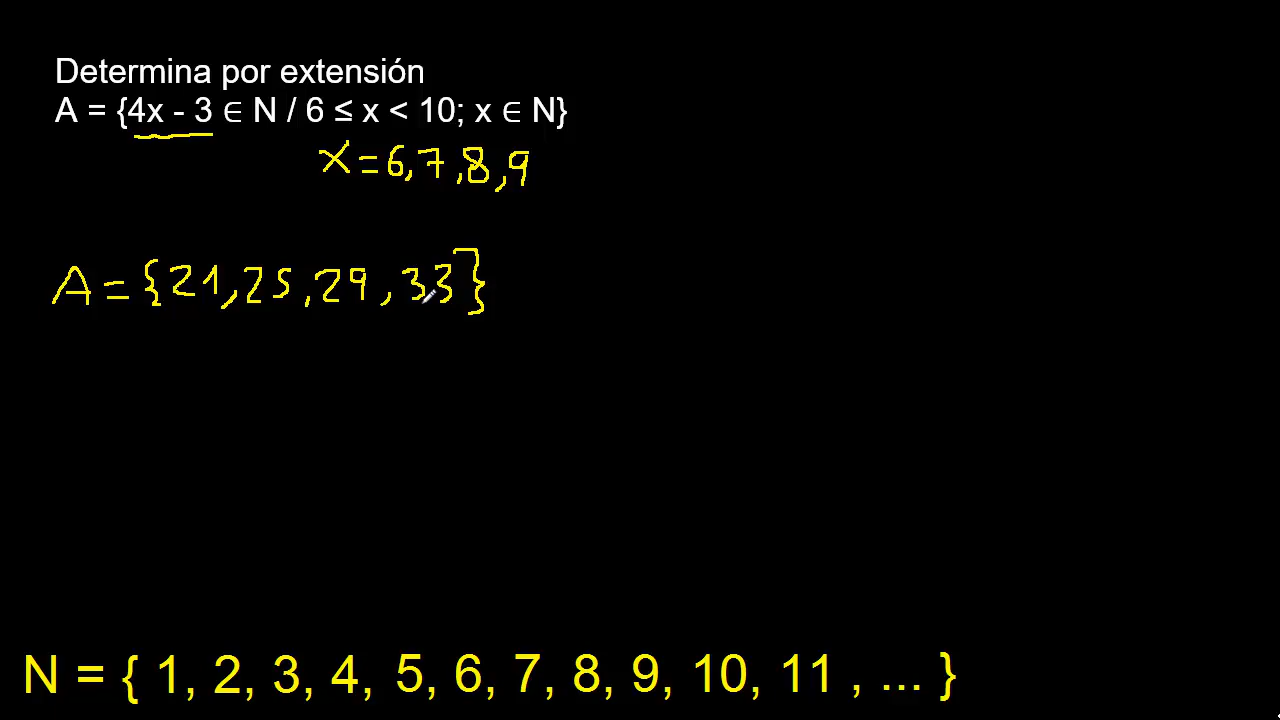 Determina por extensión
A = {4x - 3 ∈ N / 6 ≤ x < 10; x ∈ N}
x = 6, 7, 8, 9
A = {21, 25, 29, 33}
N = { 1, 2, 3, 4, 5, 6, 7, 8, 9, 10, 11 , ... }